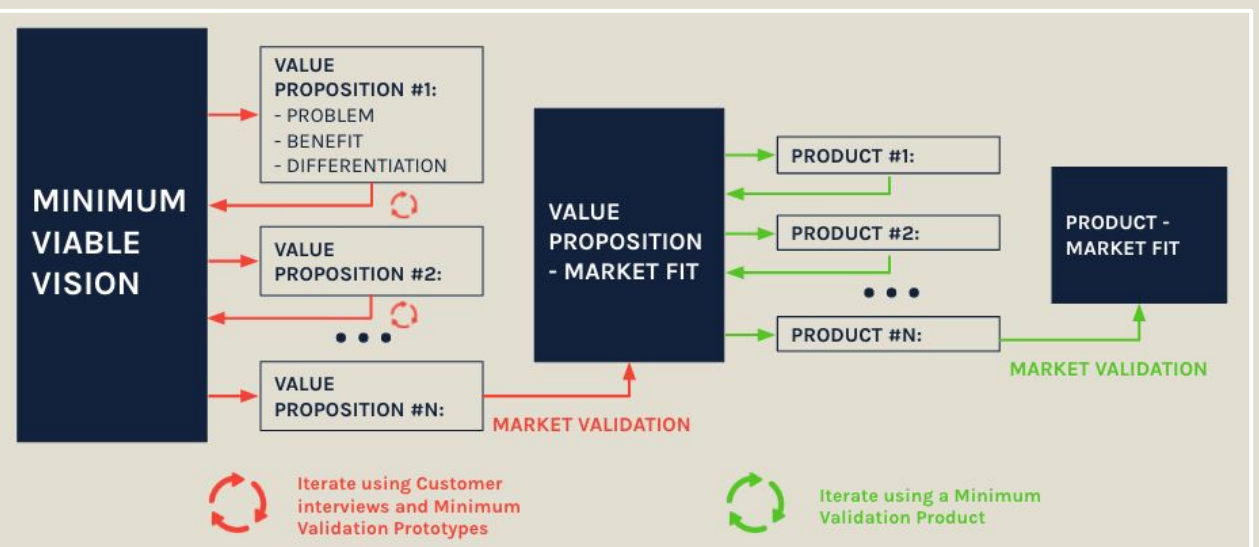 MINIMUM
VIABLE
VISION
VALUE
PROPOSITION #1:
- PROBLEM
- BENEFIT
- DIFFERENTIATION
VALUE
PROPOSITION #2:
VALUE
PROPOSITION #N:
MARKET VALIDATION
VALUE
PROPOSITION
- MARKET FIT
PRODUCT #1:
PRODUCT #2:
PRODUCT #N:
PRODUCT -
MARKET FIT
MARKET VALIDATION
Iterate using Customer
interviews and Minimum
Validation Prototypes
Iterate using a Minimum
Validation Product